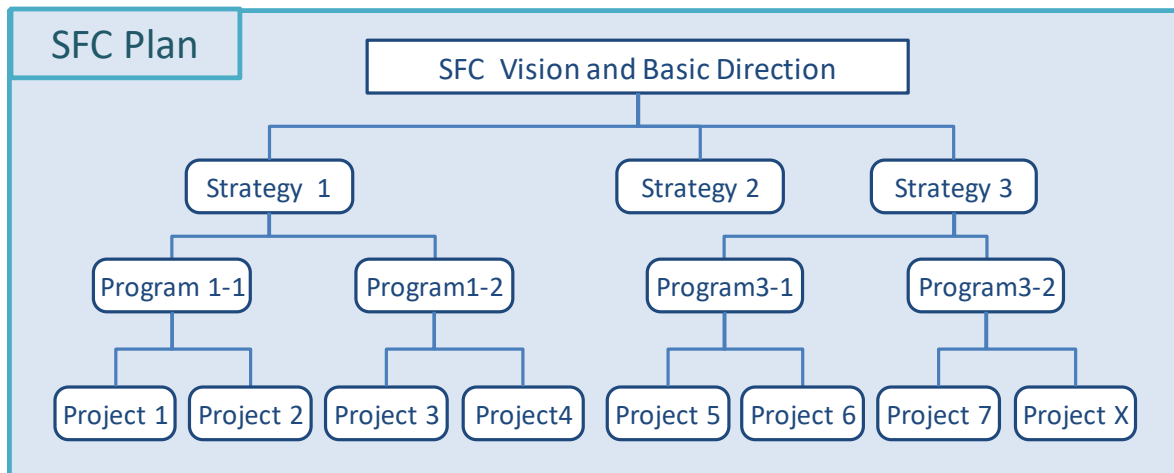 SFC Plan
SFC Vision and Basic Direction
Strategy 1
Strategy 2
Strategy 3
Program 1-1
Program1-2
Program3-1
Program3-2
Project 1
Project 2
Project 3
Project4
Project 5
Project 6
Project 7
Project X